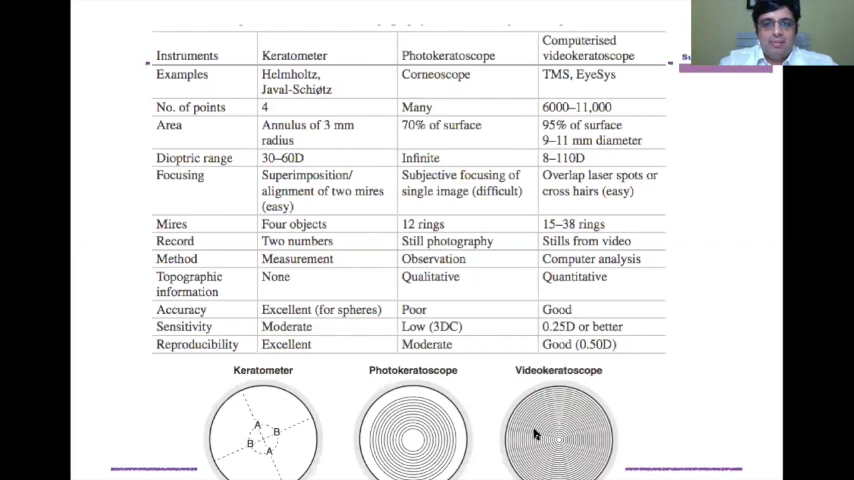 Instruments Keratometer Photokeratoscope Computerised videokeratoscope
Examples Helmholtz, Javal-Schiøtz Corneoscope TMS, EyeSys
No. of points 4 Many 6000–11,000
Area Annulus of 3 mm radius 70% of surface 95% of surface 9–11 mm diameter
Dioptric range 30–60D Infinite 8–110D
Focusing Superimposition/ alignment of two mires (easy) Subjective focusing of single image (difficult) Overlap laser spots or cross hairs (easy)
Mires Four objects 12 rings 15–38 rings
Record Two numbers Still photography Stills from video
Method Measurement Observation Computer analysis
Topographic information None Qualitative Quantitative
Accuracy Excellent (for spheres) Poor Good
Sensitivity Moderate Low (3DC) 0.25D or better
Reproducibility Excellent Moderate Good (0.50D)
Keratometer Photokeratoscope Videokeratoscope
A
B
B
A